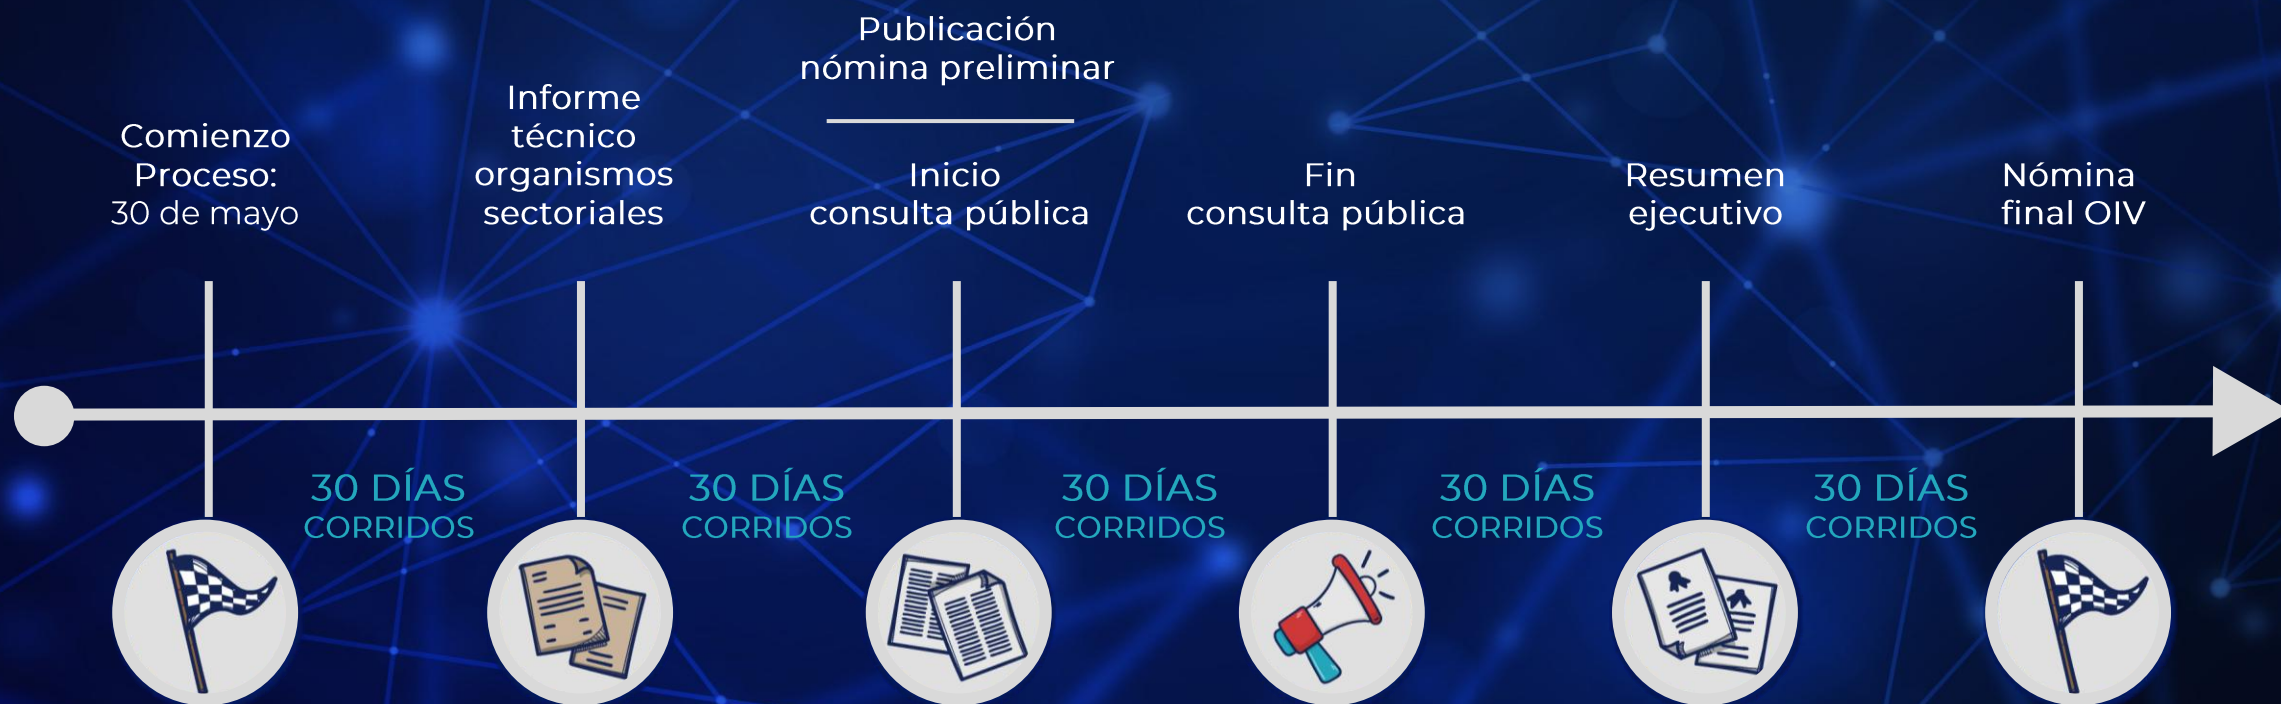 Comienzo
Proceso:
30 de mayo
Informe
técnico
organismos
sectoriales
Publicación
nómina preliminar
Inicio
consulta pública
Fin
consulta pública
Resumen
ejecutivo
Nómina
final OIV
30 DÍAS
CORRIDOS
30 DÍAS
CORRIDOS
30 DÍAS
CORRIDOS
30 DÍAS
CORRIDOS
30 DÍAS
CORRIDOS